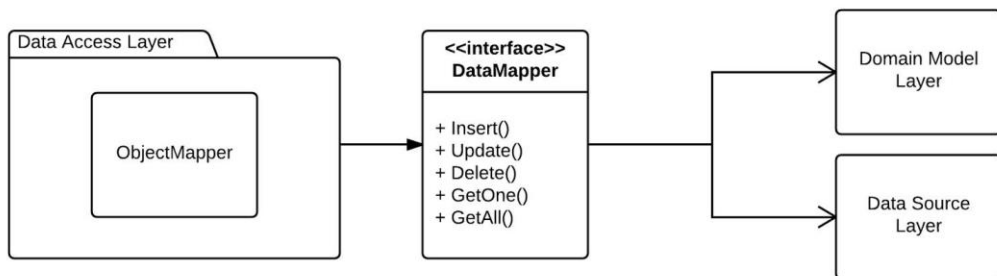 Data Access Layer
ObjectMapper
<<interface>>
DataMapper
+ Insert()
+ Update()
+ Delete()
+ GetOne()
+ GetAll()
Domain Model
Layer
Data Source
Layer